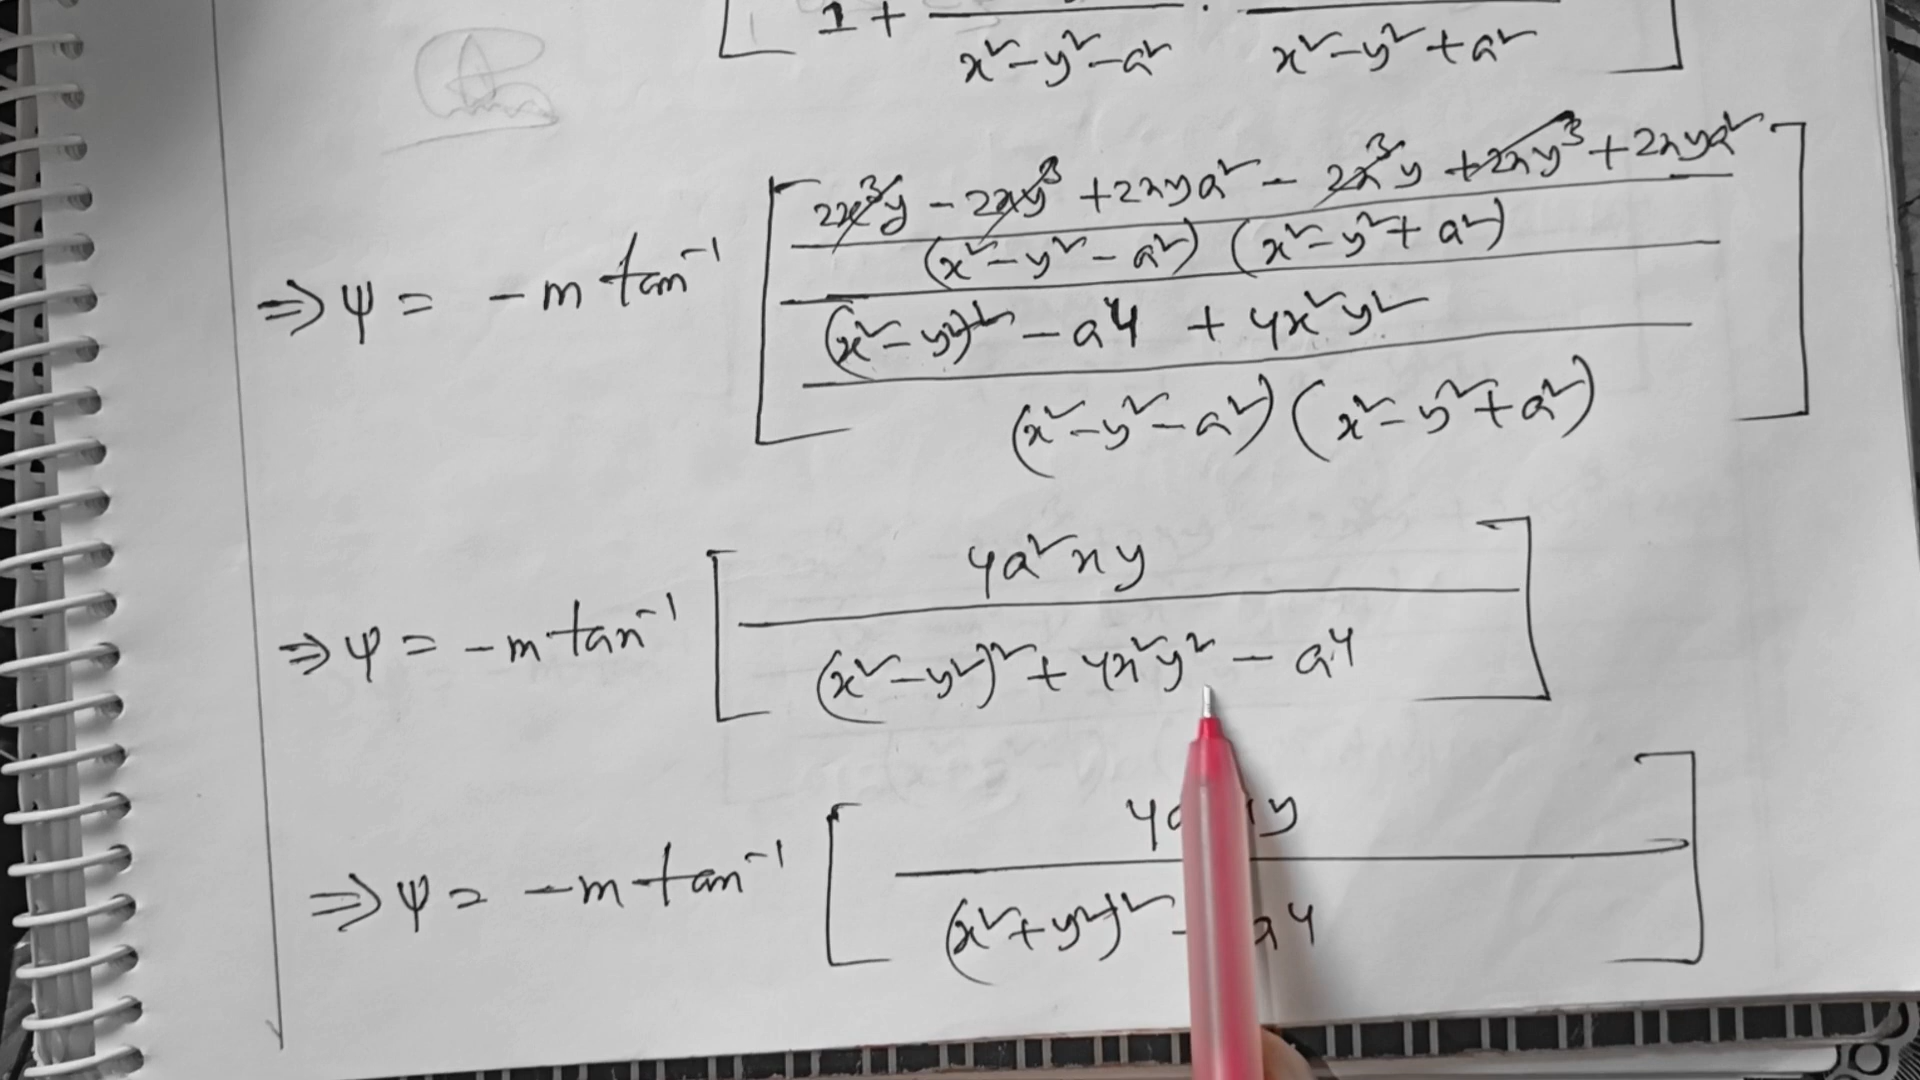 [ 1 + ／ x² - y² - a² · ／ x² - y² + a² ]
⇒ ψ = -m tan⁻¹ [ 2x³y - 2xy³ + 2xya² - 2x³y + 2xy³ + 2xya²
(x² - y² - a²) (x² - y² + a²)
(x² - y²)² - a⁴ + 4x²y²
(x² - y² - a²) (x² - y² + a²) ]
⇒ ψ = -m tan⁻¹ [ 4a²xy
(x² - y²)² + 4x²y² - a⁴ ]
⇒ ψ = -m tan⁻¹ [ 4a y
(x² + y²)² - a⁴ ]